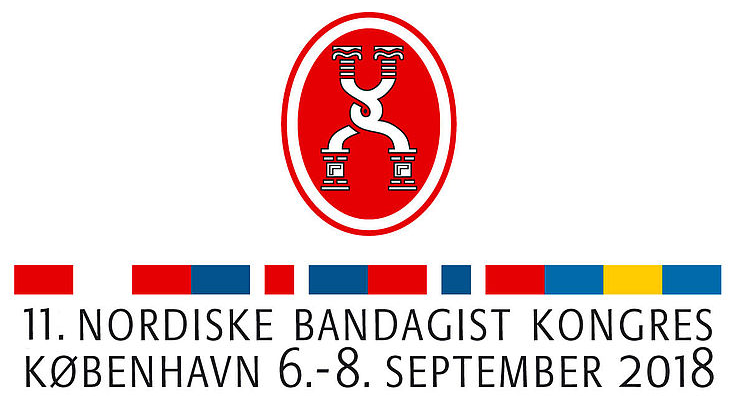 11. NORDISKE BANDAGIST KONGRES
KØBENHAVN 6.-8. SEPTEMBER 2018